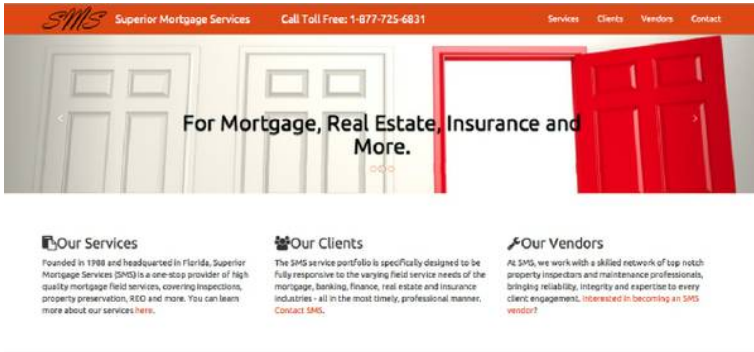 SMS Superior Mortgage Services Call Toll Free: 1-877-725-6831 Services Clients Vendors Contact
For Mortgage, Real Estate, Insurance and
More.
Our Services
Founded in 1988 and headquarted in Florida, Superior
Mortgage Services (SMS) is a one-stop provider of high
quality mortgage field services, covering inspections,
property preservation, REO and more. You can learn
more about our services here.
Our Clients
The SMS service portfolio is specifically designed to be
fully responsive to the varying field service needs of the
mortgage, banking, finance, real estate and insurance
industries - all in the most timely, professional manner.
Contact SMS.
Our Vendors
At SMS, we work with a skilled network of top notch
property inspectors and maintenance professionals,
bringing reliability, integrity and expertise to every
client engagement. Interested in becoming an SMS
vendor?